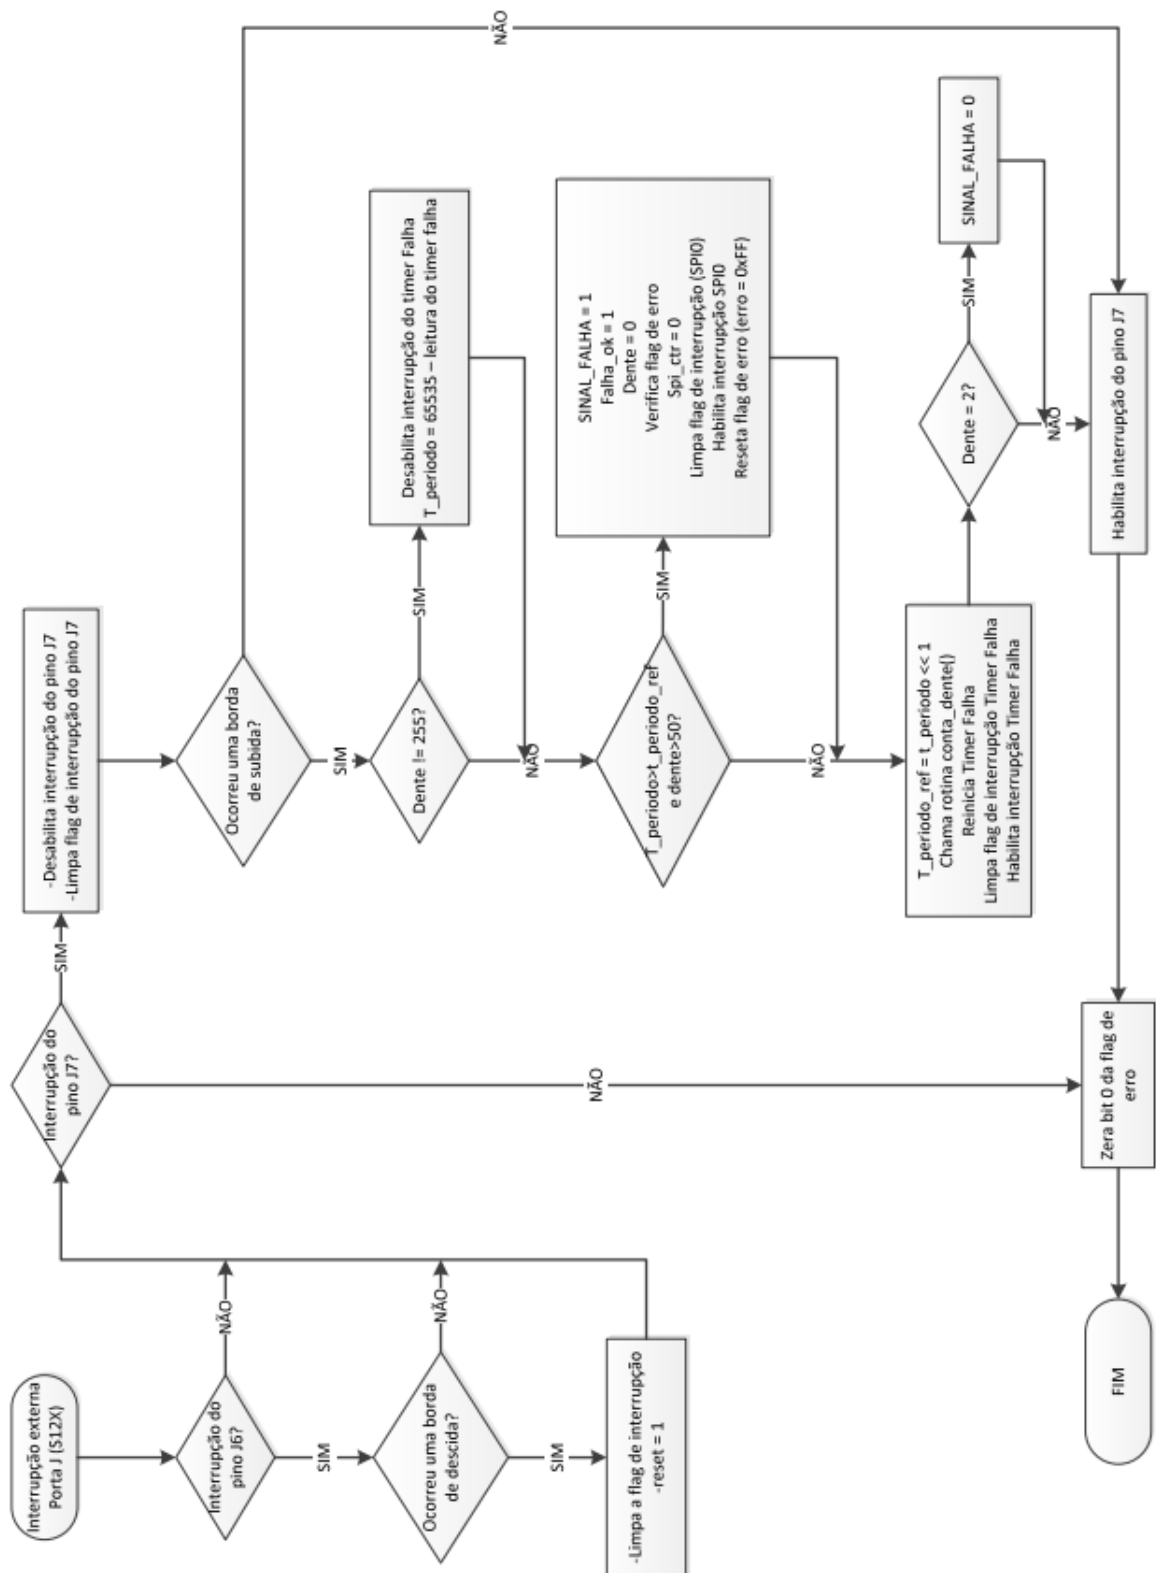 Interrupção externa
Porta J (S12X)
Interrupção do
pino J6?
NÃO
SIM
Ocorreu uma borda
de descida?
NÃO
SIM
-Limpa a flag de interrupção
-reset = 1
Interrupção do
pino J7?
SIM
NÃO
-Desabilita interrupção do pino J7
-Limpa flag de interrupção do pino J7
Ocorreu uma borda
de subida?
NÃO
SIM
Dente != 255?
SIM
Desabilita interrupção do timer Falha
T_periodo = 65535 – leitura do timer falha
NÃO
T_periodo>t_periodo_ref
e dente>50?
SIM
SINAL_FALHA = 1
Falha_ok = 1
Dente = 0
Verifica flag de erro
Spi_ctr = 0
Limpa flag de interrupção (SPI0)
Habilita interrupção SPI0
Reseta flag de erro (erro = 0xFF)
NÃO
T_periodo_ref = t_periodo << 1
Chama rotina conta_dente()
Reinicia Timer Falha
Limpa flag de interrupção Timer Falha
Habilita interrupção Timer Falha
Dente = 2?
SIM
SINAL_FALHA = 0
NÃO
Habilita interrupção do pino J7
Zera bit 0 da flag de
erro
FIM